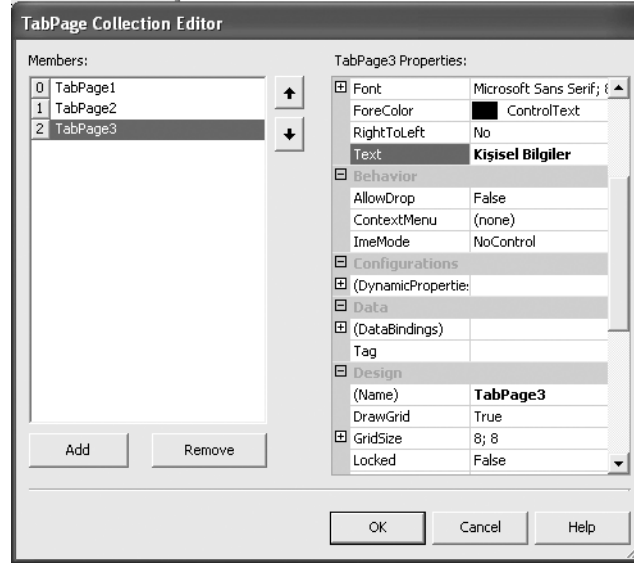 TabPage Collection Editor
Members:
0 TabPage1
1 TabPage2
2 TabPage3
Add Remove
TabPage3 Properties:
Font Microsoft Sans Serif; 8
ForeColor ControlText
RightToLeft No
Text Kişisel Bilgiler
Behavior
AllowDrop False
ContextMenu (none)
ImeMode NoControl
Configurations
(DynamicProperties
Data
(DataBindings)
Tag
Design
(Name) TabPage3
DrawGrid True
GridSize 8; 8
Locked False
OK Cancel Help